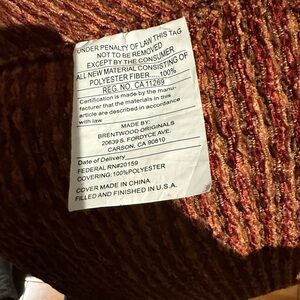 UNDER PENALTY OF LAW THIS TAG
NOT TO BE REMOVED
EXCEPT BY THE CONSUMER
ALL NEW MATERIAL CONSISTING OF
POLYESTER FIBER.....100%
REG. NO. CA 11269
Certification is made by the manu-
facturer that the materials in this
article are described in accordance
with law.
MADE BY:
BRENTWOOD ORIGINALS
20639 S. FORDYCE AVE.
CARSON, CA 90810
Date of Delivery
FEDERAL RN#20159
COVERING:100%POLYESTER
COVER MADE IN CHINA
FILLED AND FINISHED IN U.S.A.